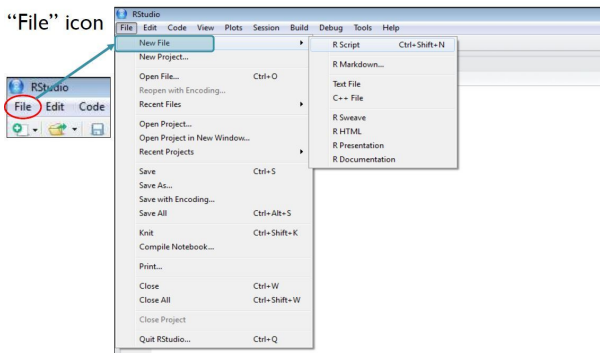 "File" icon
RStudio
File Edit Code
RStudio
File Edit Code View Plots Session Build Debug Tools Help
New File
New Project...
Open File... Ctrl+O
Reopen with Encoding...
Recent Files
Open Project...
Open Project in New Window...
Recent Projects
Save Ctrl+S
Save As...
Save with Encoding...
Save All Ctrl+Alt+S
Knit Ctrl+Shift+K
Compile Notebook...
Print...
Close Ctrl+W
Close All Ctrl+Shift+W
Close Project
Quit RStudio... Ctrl+Q
R Script Ctrl+Shift+N
R Markdown...
Text File
C++ File
R Sweave
R HTML
R Presentation
R Documentation